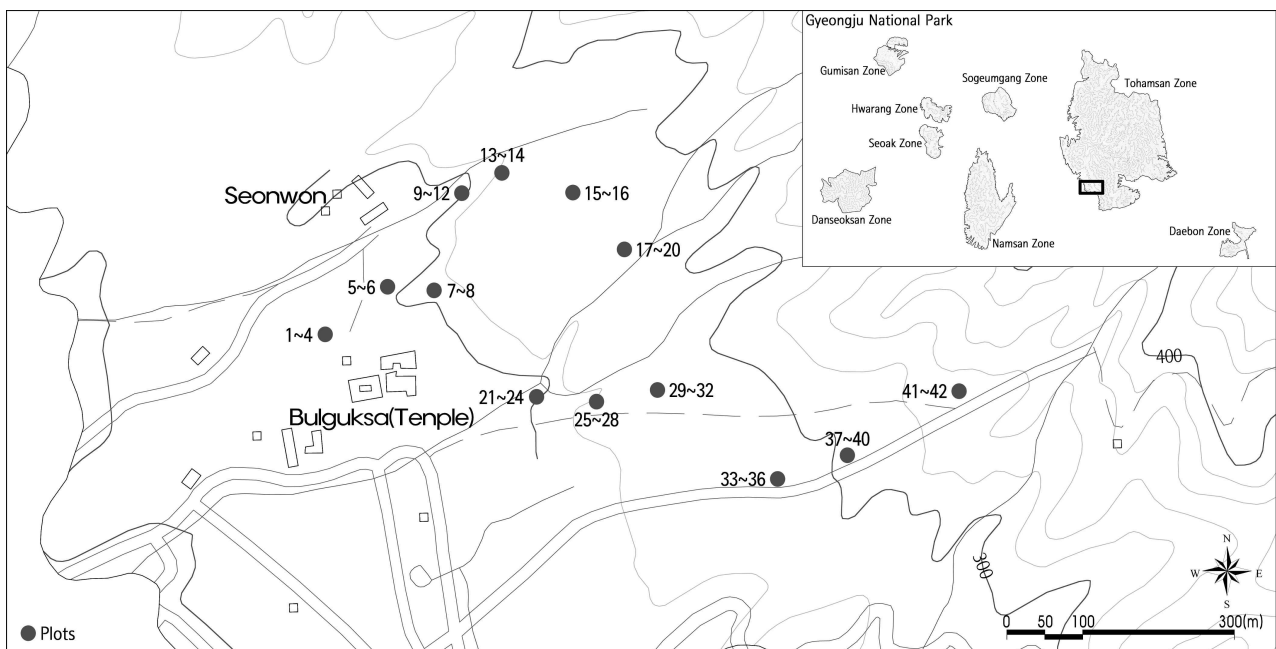 Gyeongju National Park
Gumisan Zone
Sogeumgang Zone
Tohamsan Zone
Hwarang Zone
Seoak Zone
Danseoksan Zone
Namsan Zone
Daebon Zone
13~14
Seonwon
9~12
15~16
17~20
5~6
7~8
1~4
400
21~24
29~32
41~42
Bulguksa(Tenple)
25~28
37~40
33~36
300
N
W E
S
Plots
0 50 100 300(m)